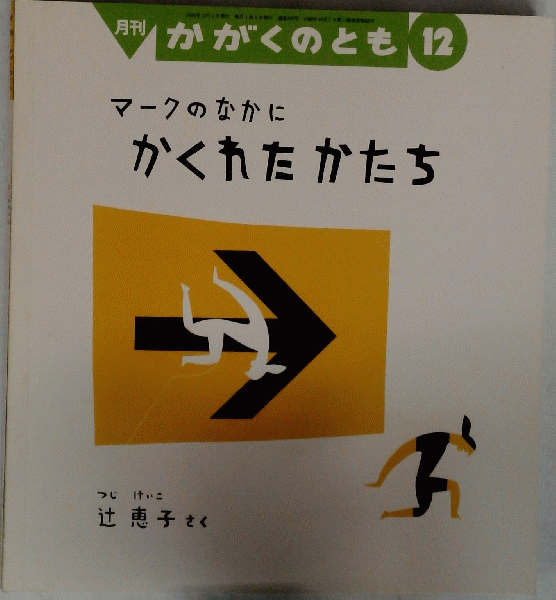 月刊 かがくのとも 12
マークのなかに
かくれたかたち
つじ けいこ
辻 恵子 さく